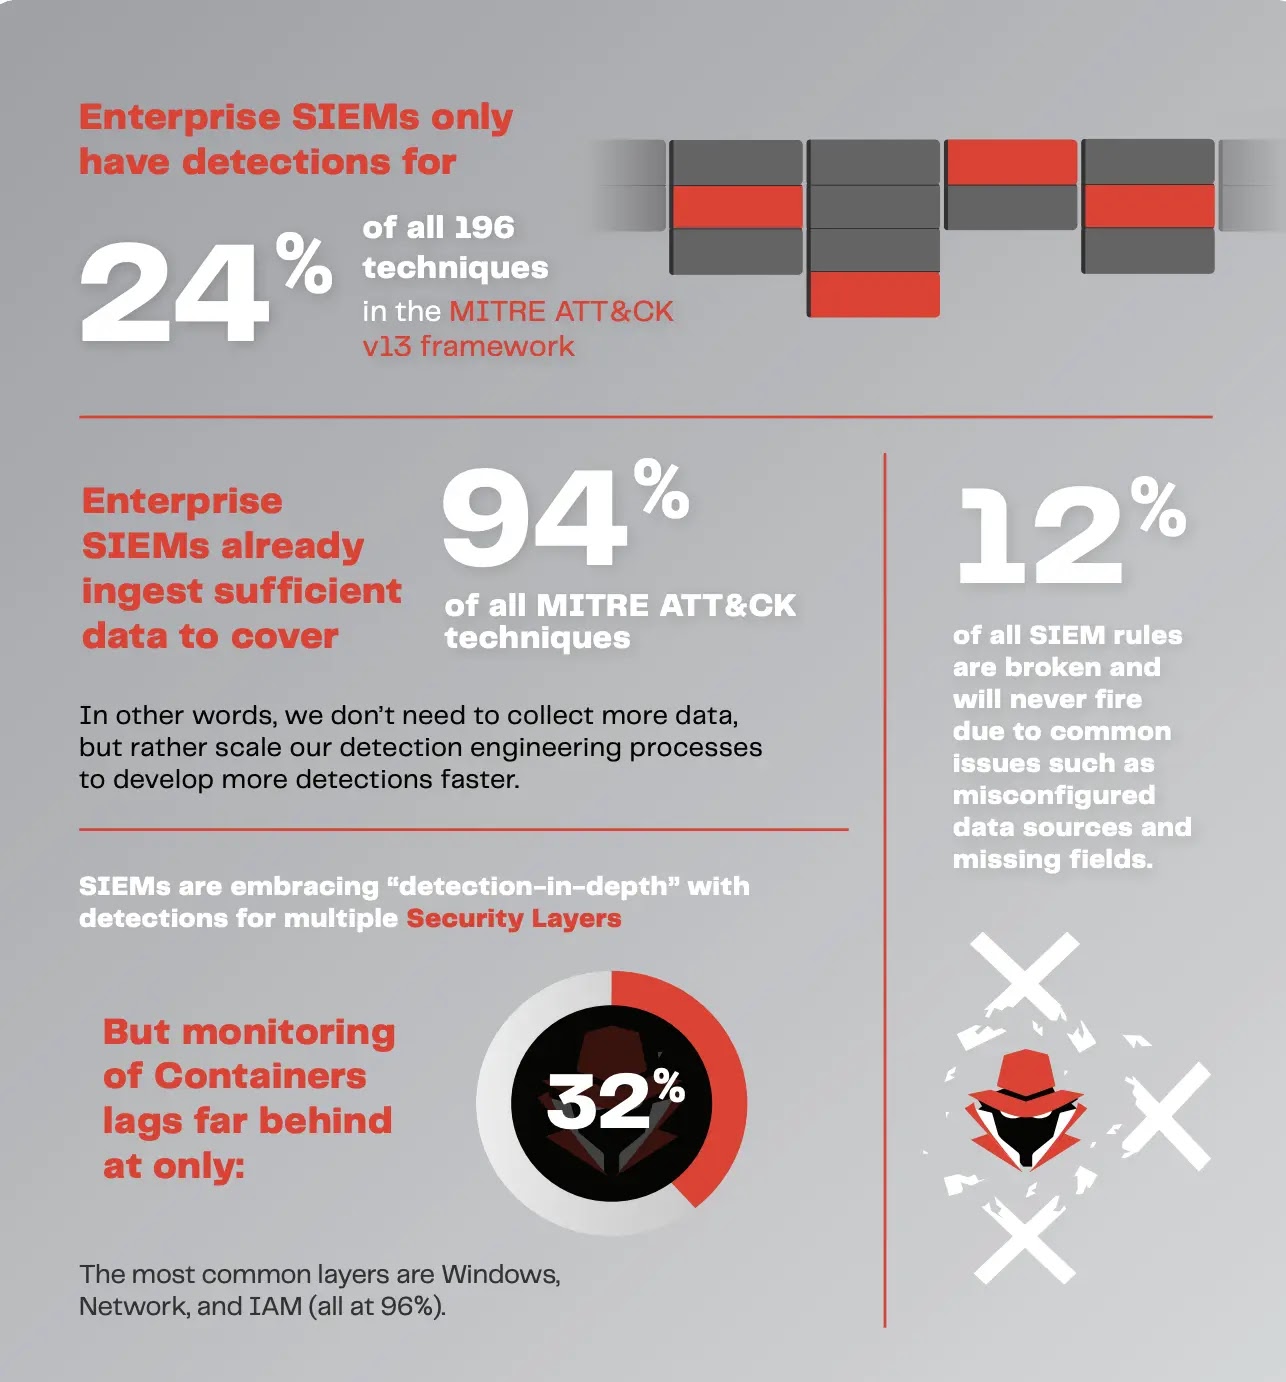 Enterprise SIEMs only
have detections for
24%
of all 196
techniques
in the MITRE ATT&CK
v13 framework
Enterprise
SIEMs already
ingest sufficient
data to cover
94%
of all MITRE ATT&CK
techniques
In other words, we don’t need to collect more data,
but rather scale our detection engineering processes
to develop more detections faster.
SIEMs are embracing “detection-in-depth” with
detections for multiple Security Layers
But monitoring
of Containers
lags far behind
at only:
32%
The most common layers are Windows,
Network, and IAM (all at 96%).
12%
of all SIEM rules
are broken and
will never fire
due to common
issues such as
misconfigured
data sources and
missing fields.